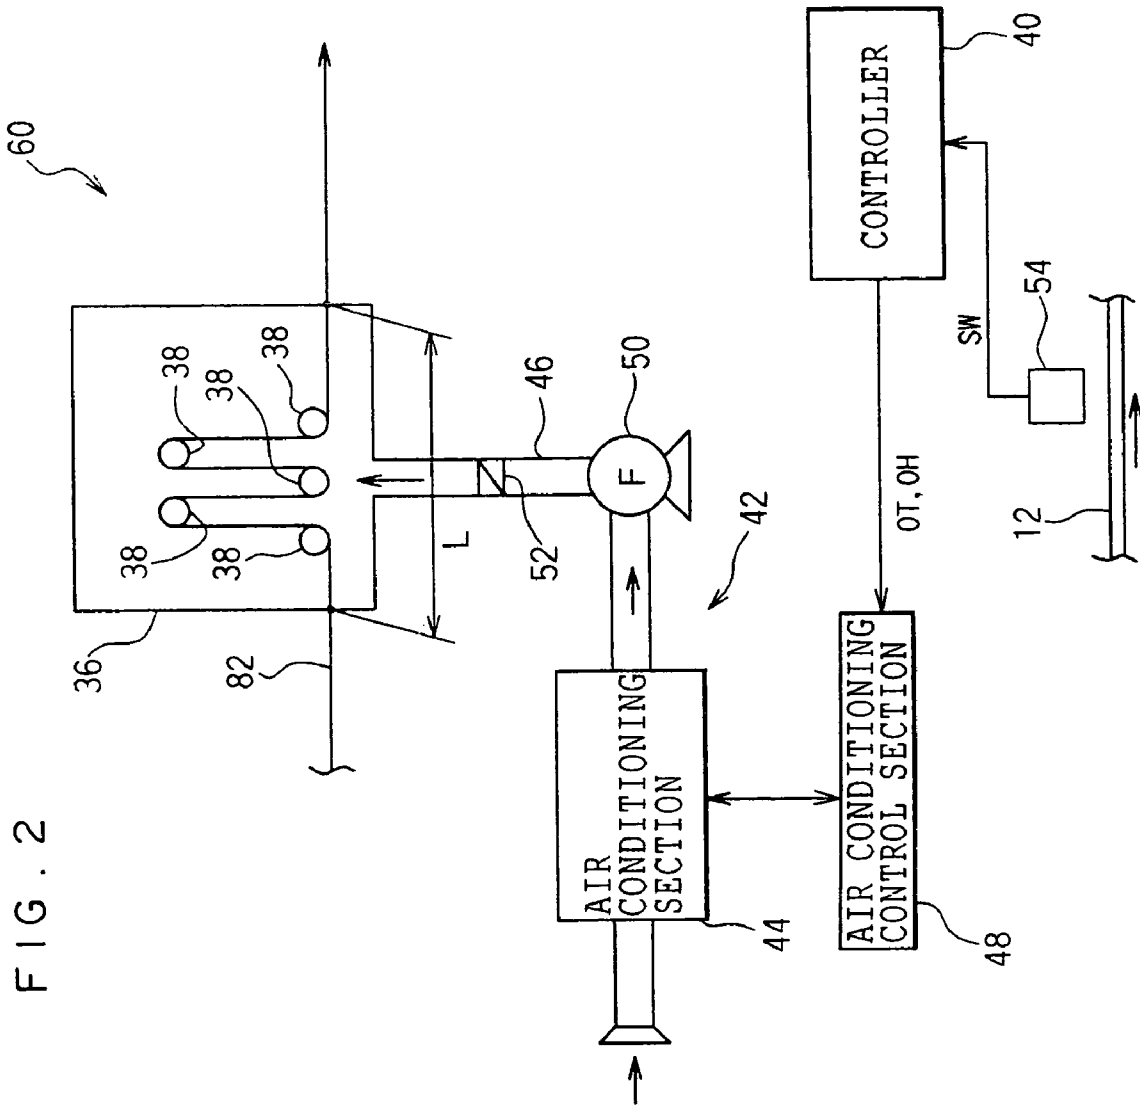 FIG. 2
60
36
82
38
38
38
38
38
L
46
52
50
F
42
AIR
CONDITIONING
SECTION
44
AIR CONDITIONING
CONTROL SECTION
48
OT, OH
CONTROLLER
40
SW
54
12